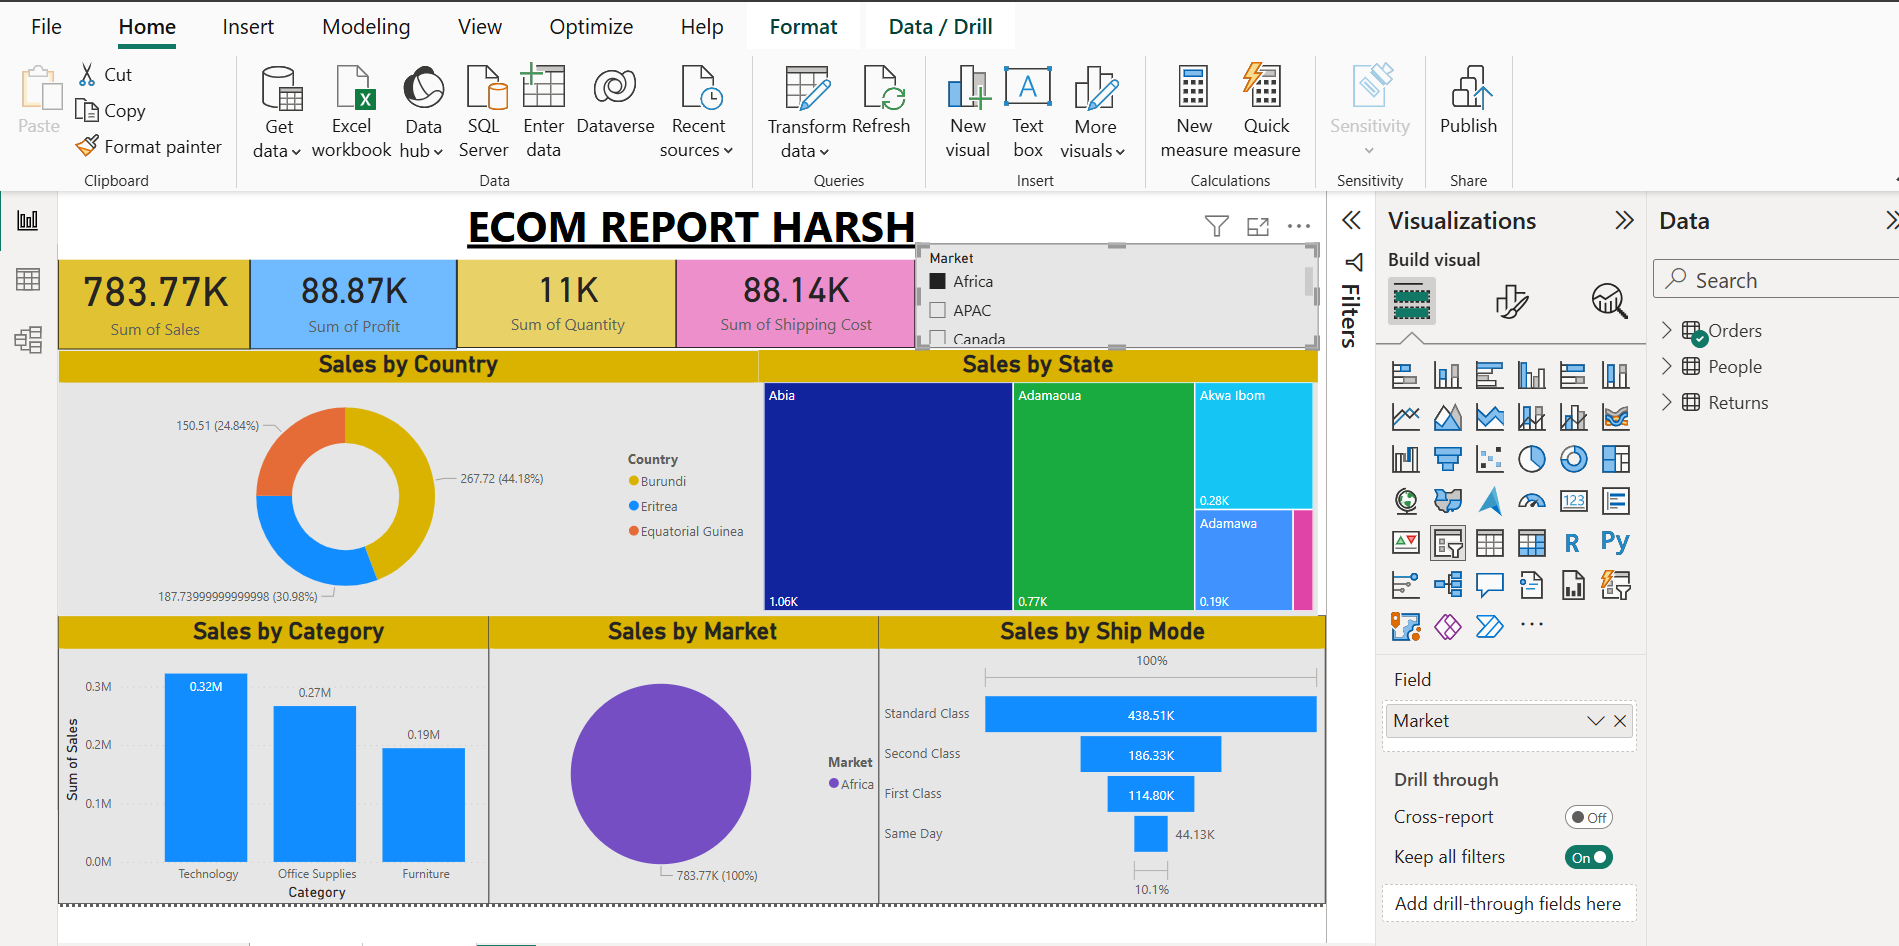 File Home Insert Modeling View Optimize Help Format Data / Drill
Paste
Cut
Copy
Format painter
Clipboard
Get data
Excel workbook
Data hub
SQL Server
Enter data
Dataverse
Recent sources
Data
Transform data
Refresh
Queries
New visual
Text box
More visuals
Insert
New measure
Quick measure
Calculations
Sensitivity
Sensitivity
Publish
Share
ECOM REPORT HARSH
783.77K
Sum of Sales
88.87K
Sum of Profit
11K
Sum of Quantity
88.14K
Sum of Shipping Cost
Market
Africa
APAC
Canada
Sales by Country
150.51 (24.84%)
267.72 (44.18%)
187.73999999999998 (30.98%)
Country
Burundi
Eritrea
Equatorial Guinea
Sales by State
Abia
1.06K
Adamaoua
0.77K
Akwa Ibom
0.28K
Adamawa
0.19K
Sales by Category
Sum of Sales
0.3M
0.2M
0.1M
0.0M
0.32M
0.27M
0.19M
Technology
Office Supplies
Furniture
Category
Sales by Market
Market
Africa
783.77K (100%)
Sales by Ship Mode
100%
Standard Class
438.51K
Second Class
186.33K
First Class
114.80K
Same Day
44.13K
10.1%
Filters
Visualizations
Build visual
123
R
Py
Field
Market
Drill through
Cross-report
Off
Keep all filters
On
Add drill-through fields here
Data
Search
Orders
People
Returns